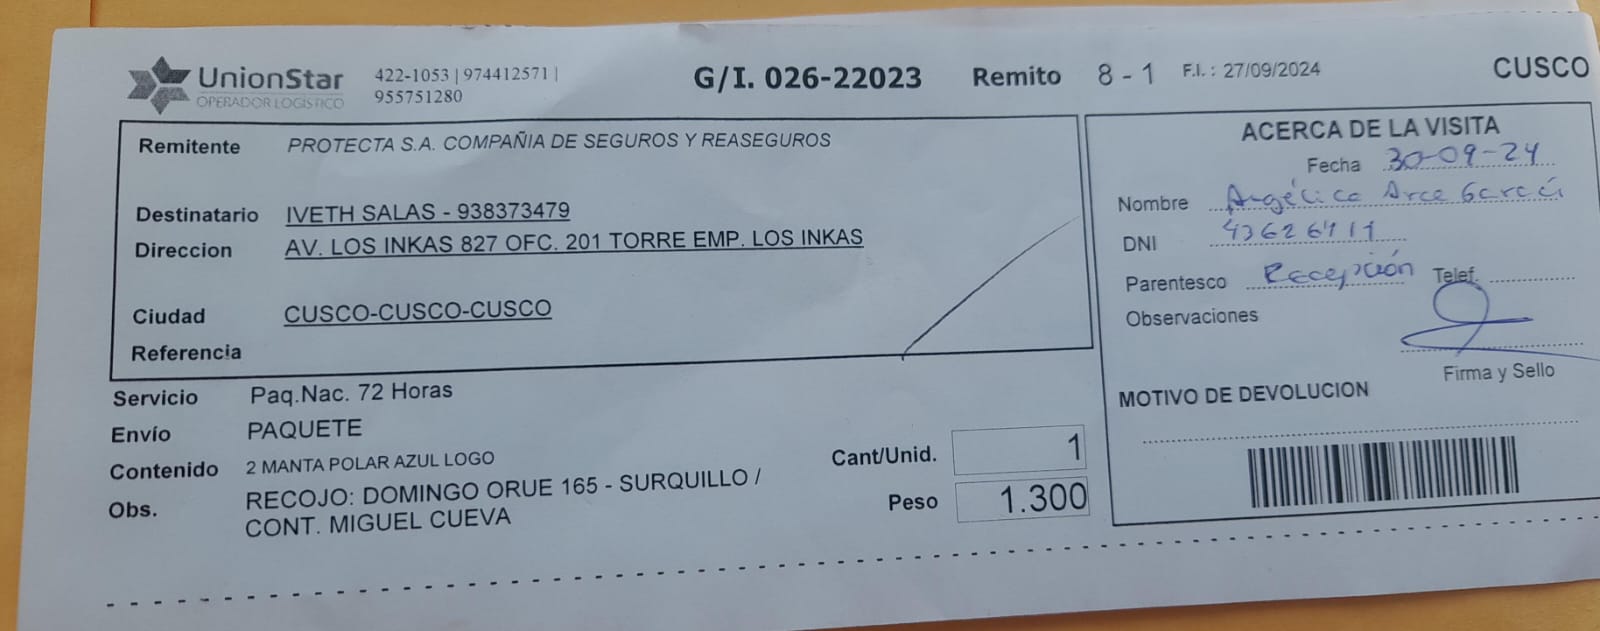 UnionStar
OPERADOR LOGÍSTICO
422-1053 | 974412571 |
955751280
G/I. 026-22023
Remito 8 - 1
F.I. : 27/09/2024
CUSCO
Remitente PROTECTA S.A. COMPAÑIA DE SEGUROS Y REASEGUROS
Destinatario IVETH SALAS - 938373479
Direccion AV. LOS INKAS 827 OFC. 201 TORRE EMP. LOS INKAS
Ciudad CUSCO-CUSCO-CUSCO
Referencia
Servicio Paq.Nac. 72 Horas
Envío PAQUETE
Contenido 2 MANTA POLAR AZUL LOGO
Obs. RECOJO: DOMINGO ORUE 165 - SURQUILLO /
CONT. MIGUEL CUEVA
Cant/Unid. 1
Peso 1.300
ACERCA DE LA VISITA
Fecha 30-09-24
Nombre Angélica Arce García
DNI
Parentesco Recepción Telef.
Observaciones
Firma y Sello
MOTIVO DE DEVOLUCION